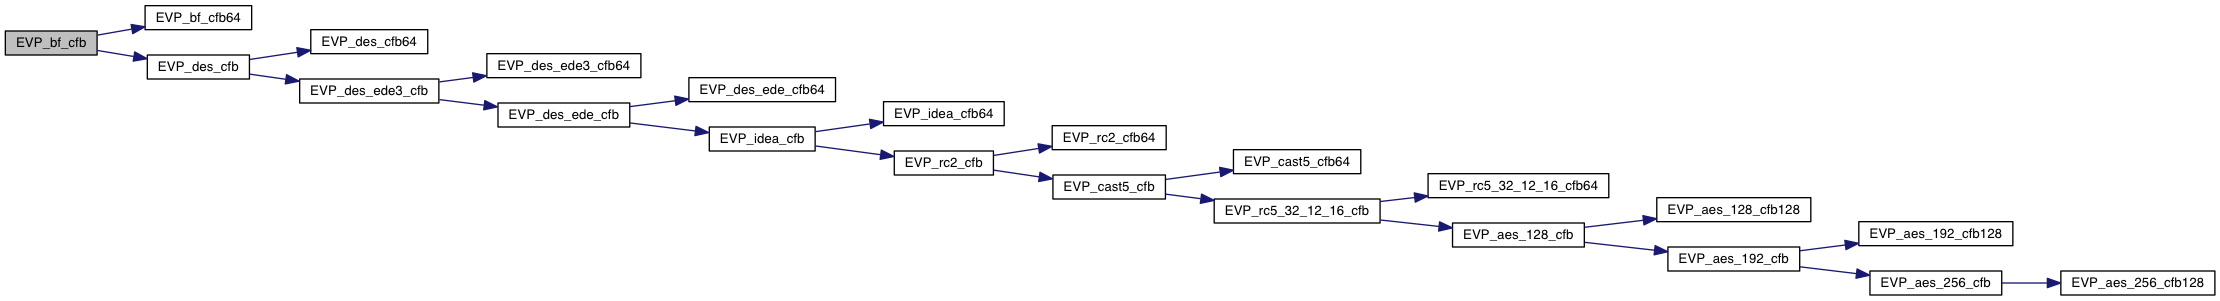 EVP_bf_cfb
EVP_bf_cfb64
EVP_des_cfb
EVP_des_cfb64
EVP_des_ede3_cfb
EVP_des_ede3_cfb64
EVP_des_ede_cfb
EVP_des_ede_cfb64
EVP_idea_cfb
EVP_idea_cfb64
EVP_rc2_cfb
EVP_rc2_cfb64
EVP_cast5_cfb
EVP_cast5_cfb64
EVP_rc5_32_12_16_cfb
EVP_rc5_32_12_16_cfb64
EVP_aes_128_cfb
EVP_aes_128_cfb128
EVP_aes_192_cfb
EVP_aes_192_cfb128
EVP_aes_256_cfb
EVP_aes_256_cfb128